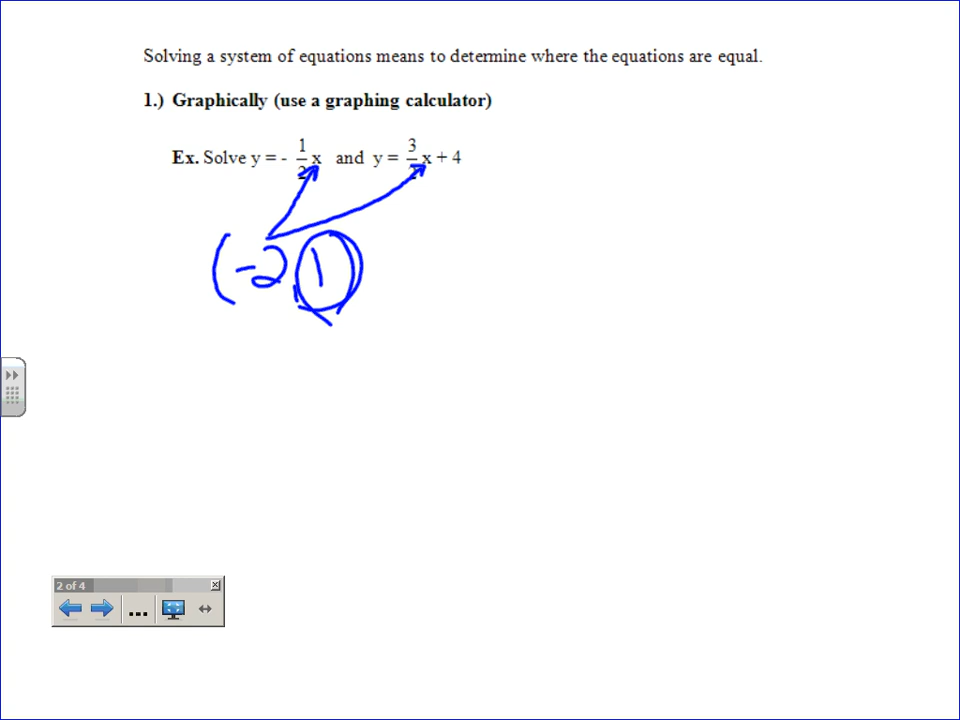 Solving a system of equations means to determine where the equations are equal.
1.) Graphically (use a graphing calculator)
Ex. Solve y = - 1/2 x and y = 3/2 x + 4
(-2, 1
2 of 4